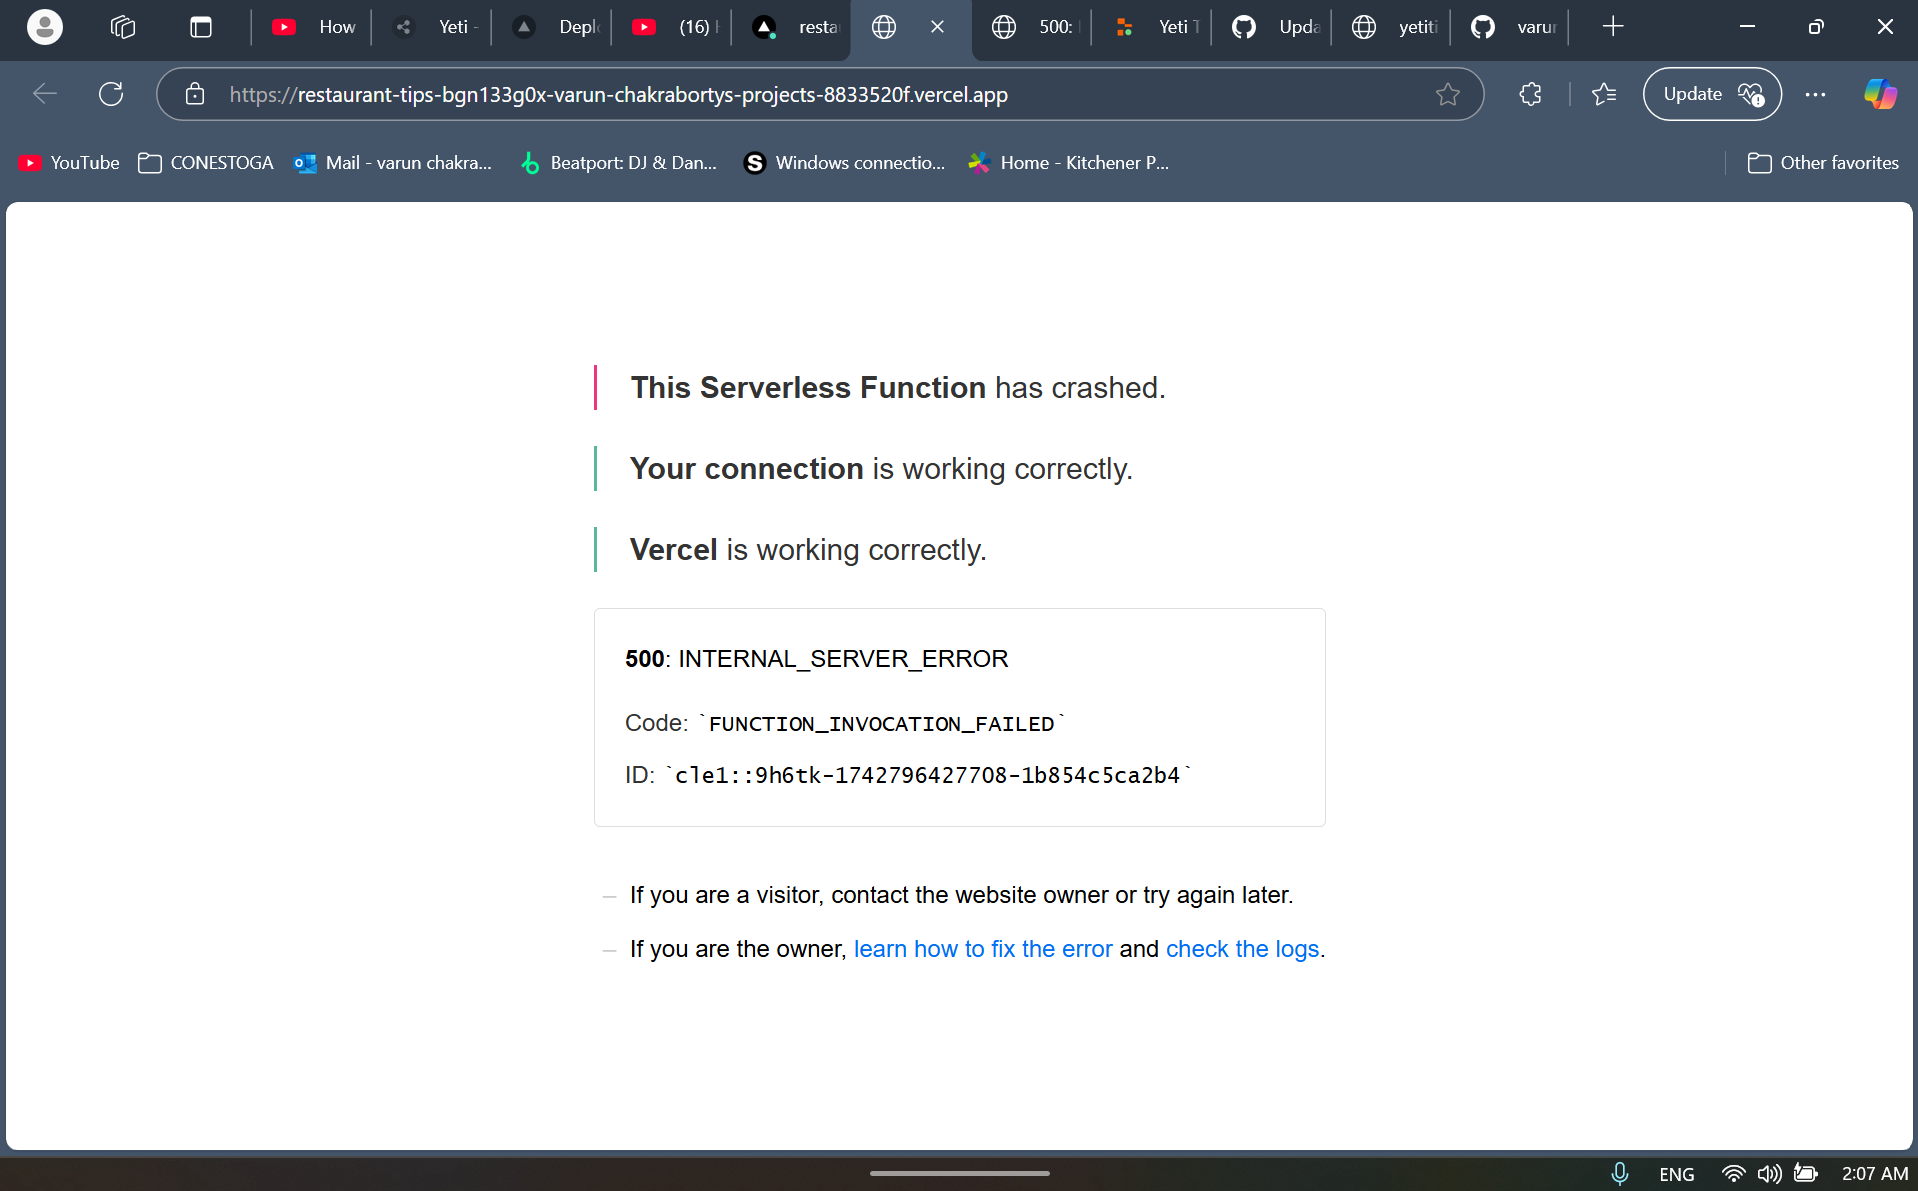 How
Yeti -
Deplo
(16) H
resta
500:
Yeti T
Upda
yetiti
varun
https://restaurant-tips-bgn133g0x-varun-chakrabortys-projects-8833520f.vercel.app
Update
YouTube
CONESTOGA
Mail - varun chakra...
Beatport: DJ & Dan...
S
Windows connectio...
Home - Kitchener P...
Other favorites
This Serverless Function has crashed.
Your connection is working correctly.
Vercel is working correctly.
500: INTERNAL_SERVER_ERROR
Code: `FUNCTION_INVOCATION_FAILED`
ID: `cle1::9h6tk-1742796427708-1b854c5ca2b4`
– If you are a visitor, contact the website owner or try again later.
– If you are the owner, learn how to fix the error and check the logs.
ENG
2:07 AM